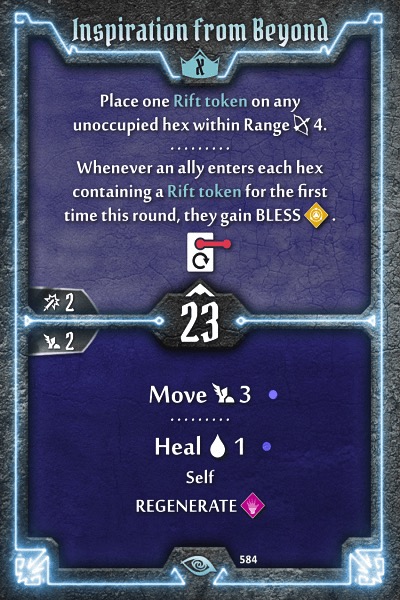 Inspiration from Beyond
X
Place one Rift token on any
unoccupied hex within Range 4.
Whenever an ally enters each hex
containing a Rift token for the first
time this round, they gain BLESS .
2
23
2
Move 3
Heal 1
Self
REGENERATE
584